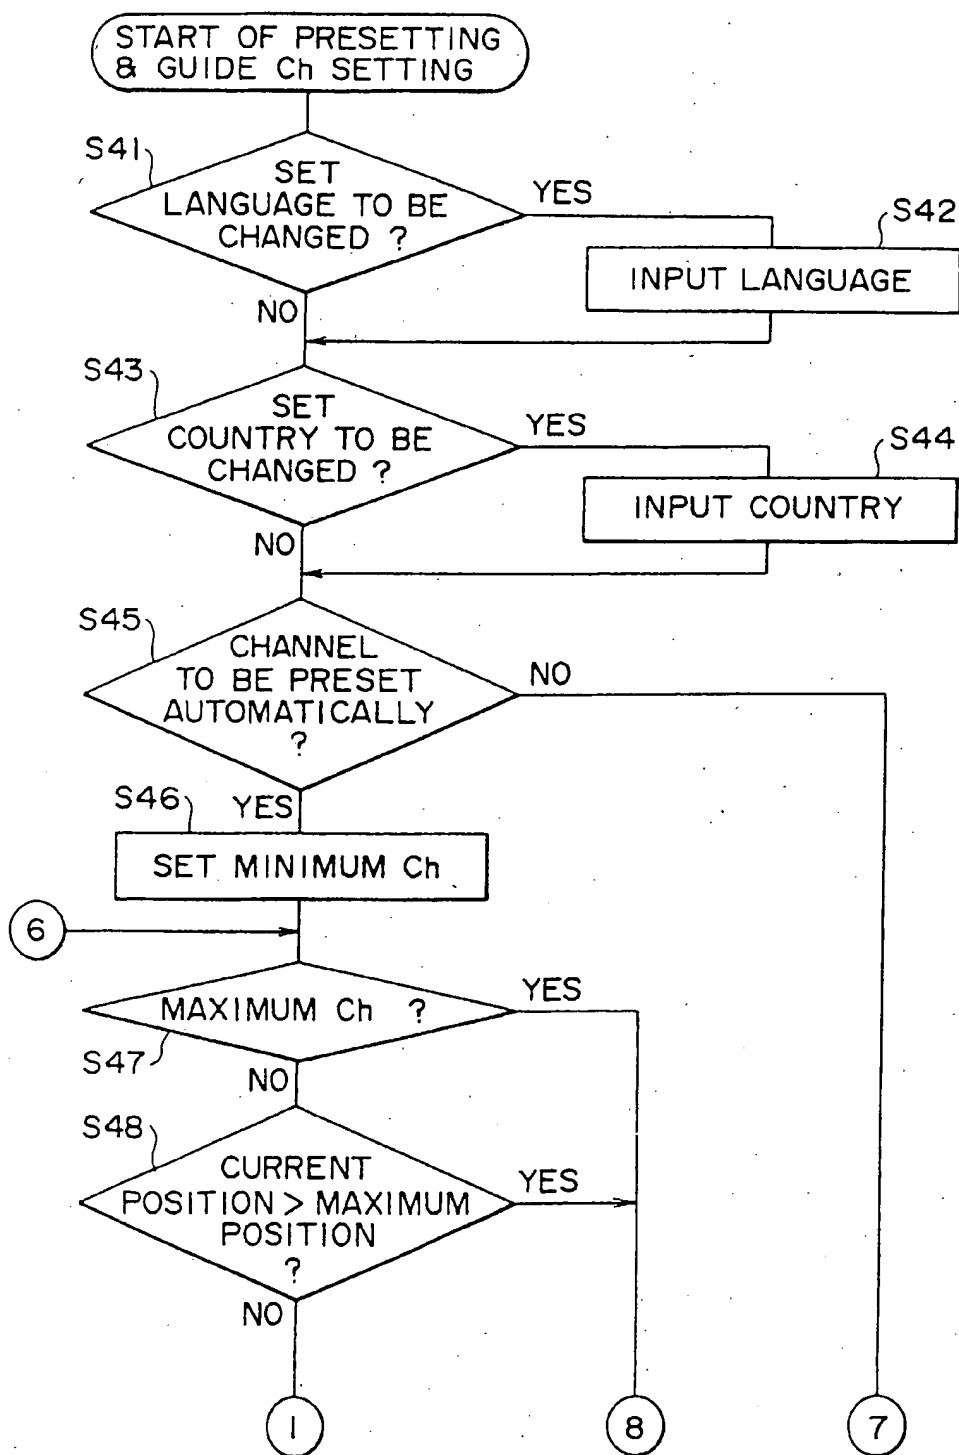 START OF PRESETTING
& GUIDE Ch SETTING
S41
SET
LANGUAGE TO BE
CHANGED ?
YES
S42
INPUT LANGUAGE
NO
S43
SET
COUNTRY TO BE
CHANGED ?
YES
S44
INPUT COUNTRY
NO
S45
CHANNEL
TO BE PRESET
AUTOMATICALLY
?
NO
S46
YES
SET MINIMUM Ch
6
MAXIMUM Ch ?
YES
S47
NO
S48
CURRENT
POSITION > MAXIMUM
POSITION
?
YES
NO
1
8
7